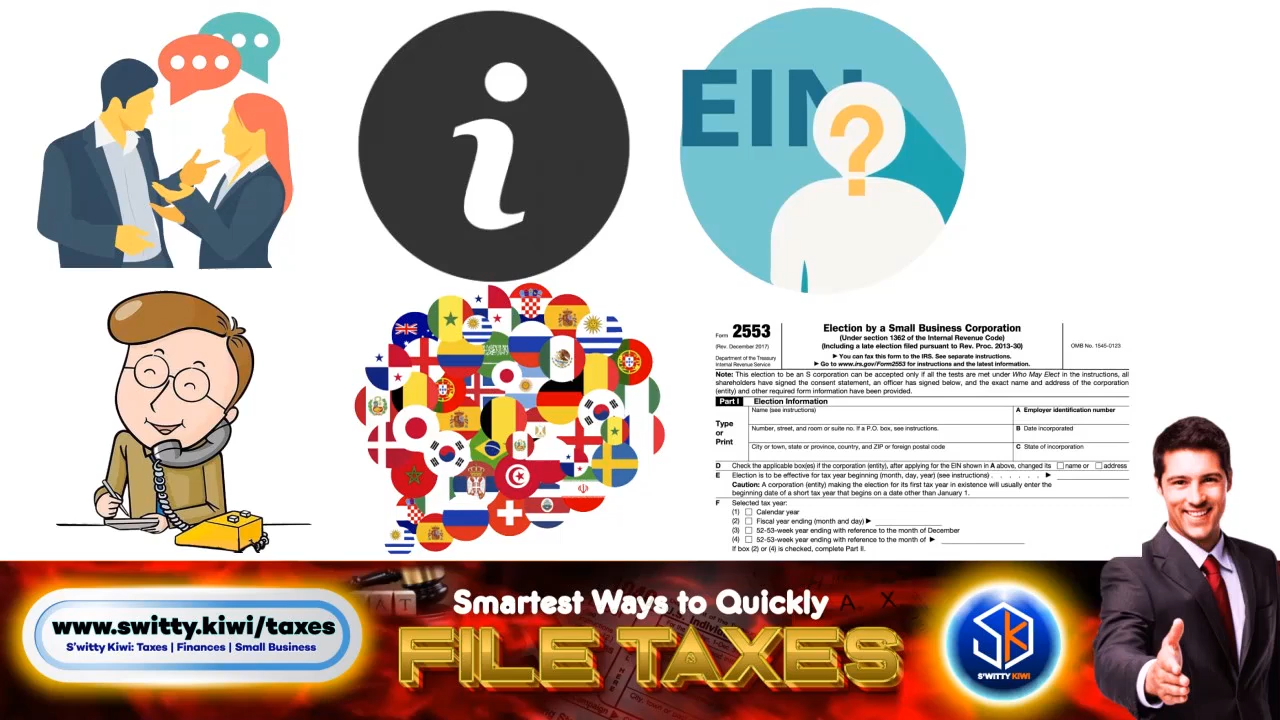 EIN
?
i
Form 2553
(Rev. December 2017)
Department of the Treasury
Internal Revenue Service
Election by a Small Business Corporation
(Under section 1362 of the Internal Revenue Code)
(Including a late election filed pursuant to Rev. Proc. 2013-30)
▶ You can fax this form to the IRS. See separate instructions.
▶ Go to www.irs.gov/Form2553 for instructions and the latest information.
OMB No. 1545-0123
Note: This election to be an S corporation can be accepted only if all the tests are met under Who May Elect in the instructions, all
shareholders have signed the consent statement, an officer has signed below, and the exact name and address of the corporation
(entity) and other required form information have been provided.
Part I Election Information
Type
or
Print
Name (see instructions)
A Employer identification number
Number, street, and room or suite no. If a P.O. box, see instructions.
B Date incorporated
City or town, state or province, country, and ZIP or foreign postal code
C State of incorporation
D Check the applicable box(es) if the corporation (entity), after applying for the EIN shown in A above, changed its name or address
E Election is to be effective for tax year beginning (month, day, year) (see instructions) . . . . . . ▶
Caution: A corporation (entity) making the election for its first tax year in existence will usually enter the
beginning date of a short tax year that begins on a date other than January 1.
F Selected tax year:
(1) Calendar year
(2) Fiscal year ending (month and day) ▶
(3) 52-53-week year ending with reference to the month of December
(4) 52-53-week year ending with reference to the month of ▶
If box (2) or (4) is checked, complete Part II.
www.switty.kiwi/taxes
S'witty Kiwi: Taxes | Finances | Small Business
Smartest Ways to Quickly
FILE TAXES
SK
S'WITTY KIWI